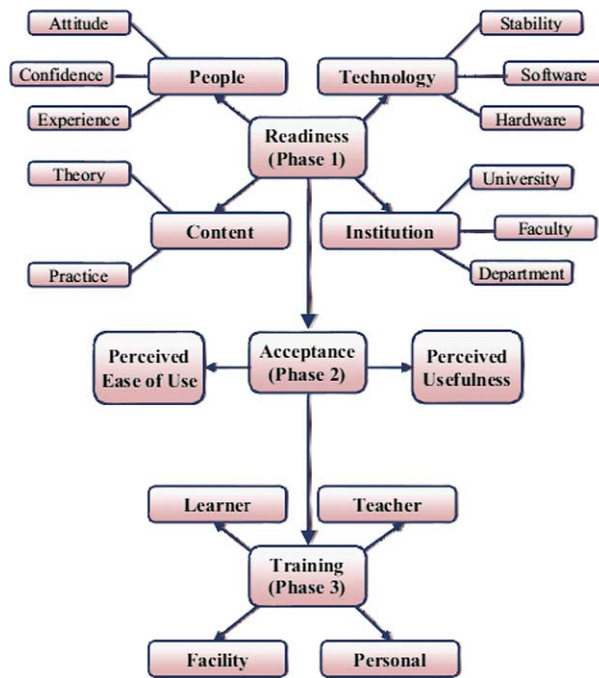 Attitude
Stability
People
Technology
Confidence
Software
Experience
Hardware
Readiness
(Phase 1)
Theory
University
Content
Institution
Faculty
Practice
Department
Perceived
Ease of Use
Acceptance
(Phase 2)
Perceived
Usefulness
Learner
Teacher
Training
(Phase 3)
Facility
Personal